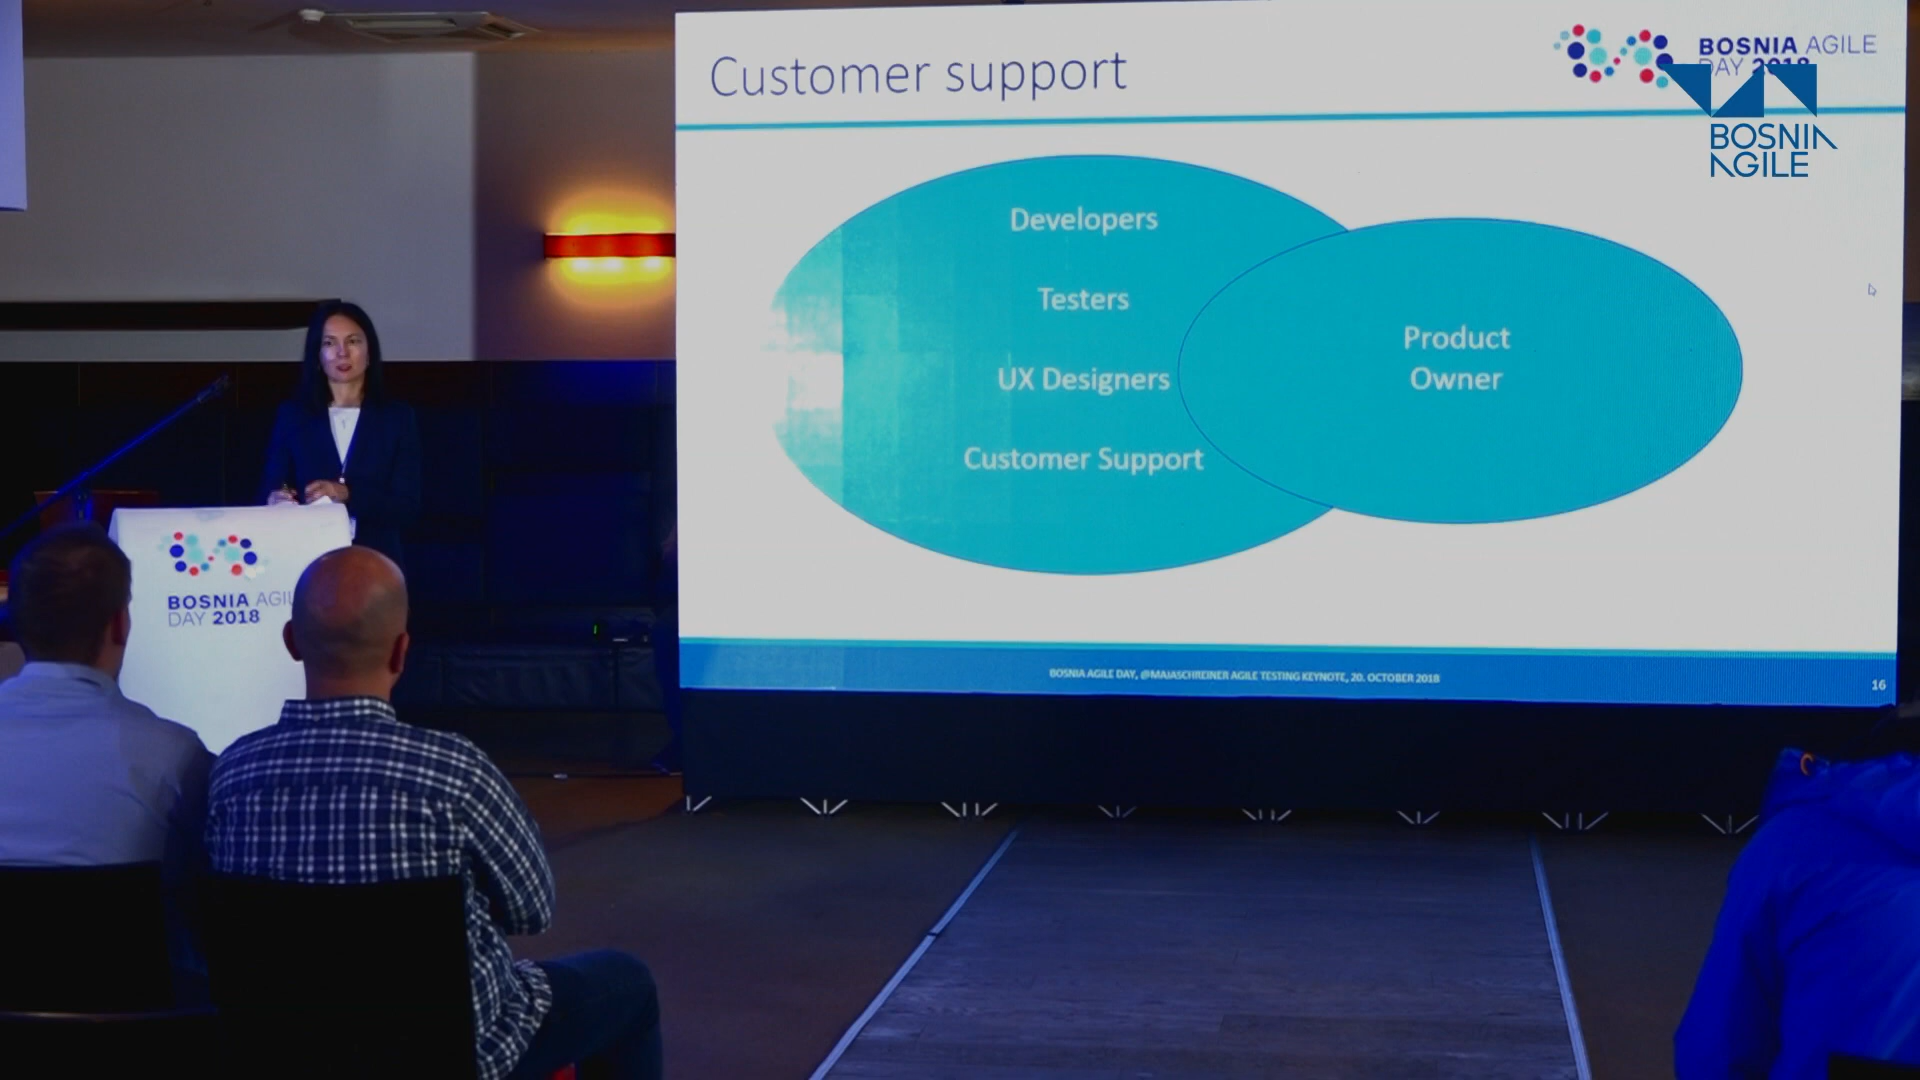 Customer support
BOSNIA AGILE
DAY 2018
BOSNIA
AGILE
Developers
Testers
UX Designers
Customer Support
Product
Owner
BOSNIA AGILE DAY, @MAJASCHREINER AGILE TESTING KEYNOTE, 20. OCTOBER 2018
16
BOSNIA AGIL
DAY 2018